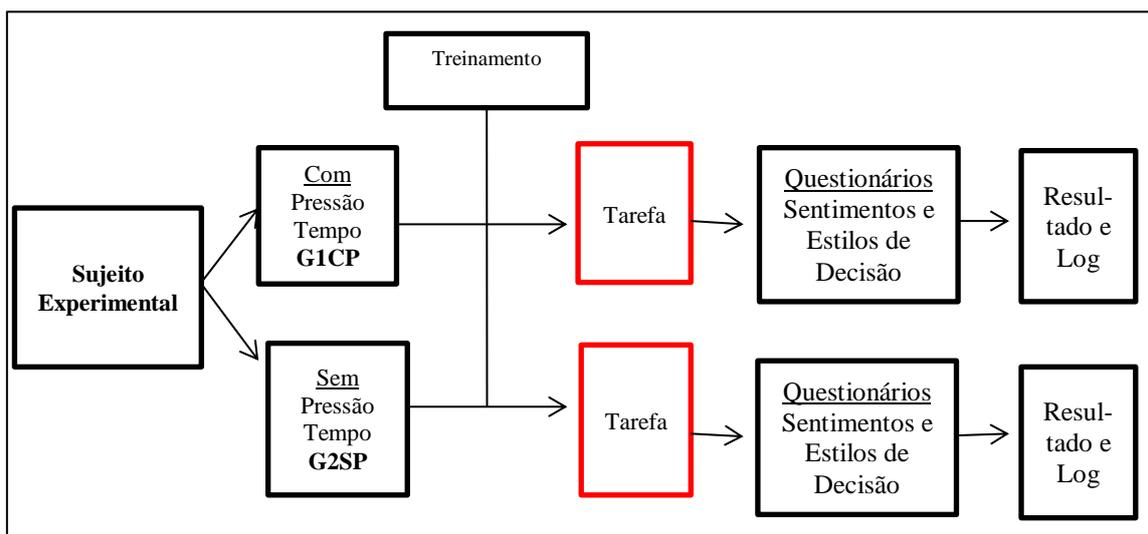 Treinamento
Sujeito
Experimental
Com
Pressão
Tempo
G1CP
Tarefa
Questionários
Sentimentos e
Estilos de
Decisão
Resul-
tado e
Log
Sem
Pressão
Tempo
G2SP
Tarefa
Questionários
Sentimentos e
Estilos de
Decisão
Resul-
tado e
Log